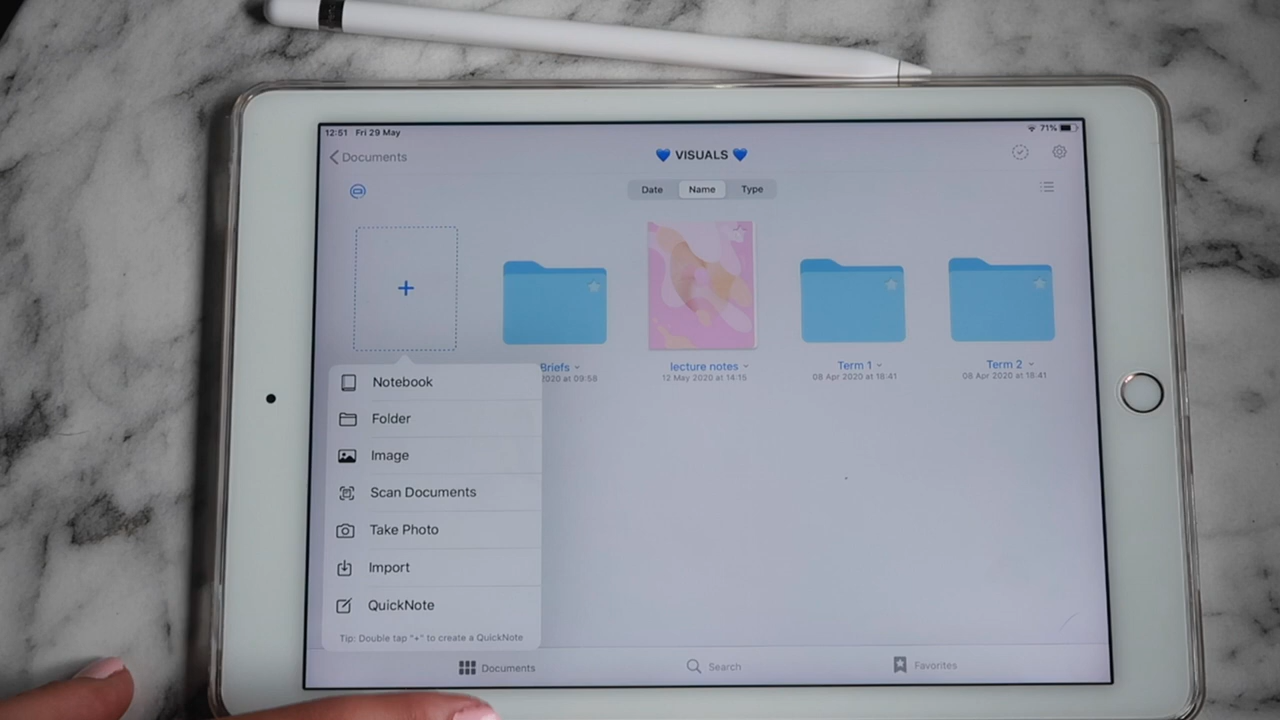 12:51 Fri 29 May
71%
Documents
💙 VISUALS 💙
Date Name Type
Briefs
2020 at 09:58
lecture notes
12 May 2020 at 14:15
Term 1
08 Apr 2020 at 18:41
Term 2
08 Apr 2020 at 18:41
Notebook
Folder
Image
Scan Documents
Take Photo
Import
QuickNote
Tip: Double tap "+" to create a QuickNote
Documents
Search
Favorites